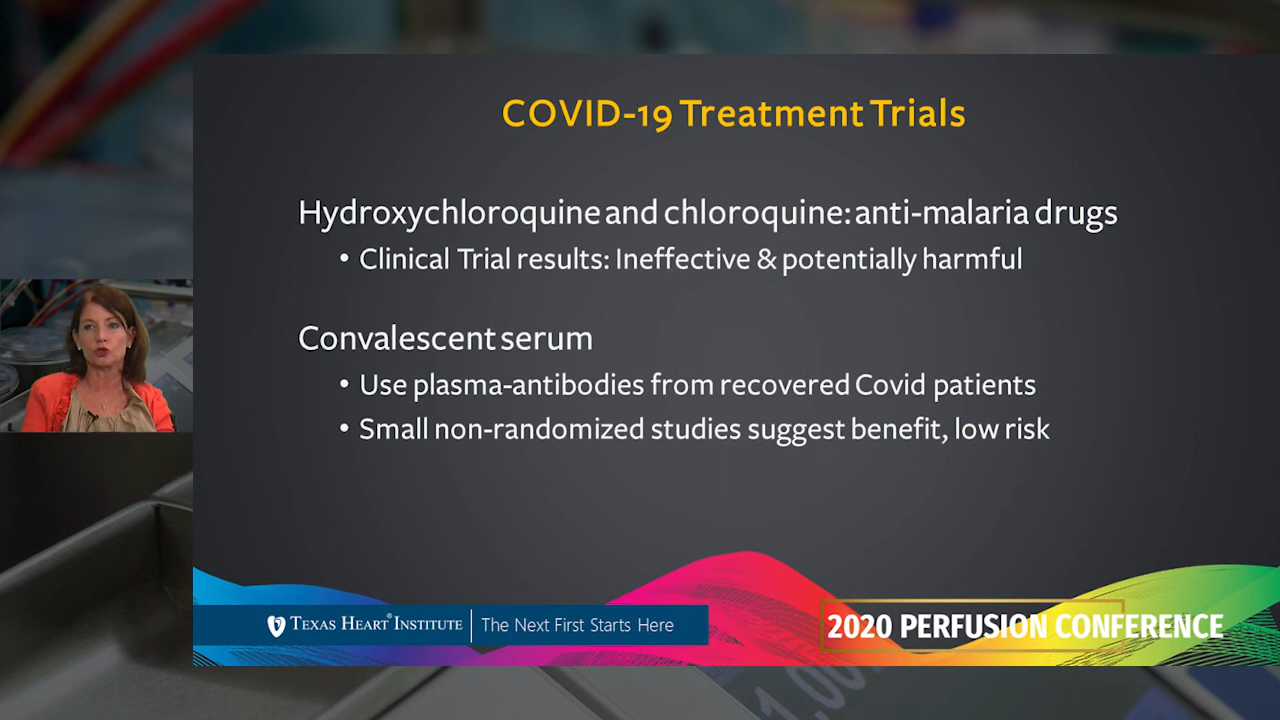 COVID-19 Treatment Trials
Hydroxychloroquine and chloroquine: anti-malaria drugs
• Clinical Trial results: Ineffective & potentially harmful
Convalescent serum
• Use plasma-antibodies from recovered Covid patients
• Small non-randomized studies suggest benefit, low risk
TEXAS HEART® INSTITUTE | The Next First Starts Here
2020 PERFUSION CONFERENCE